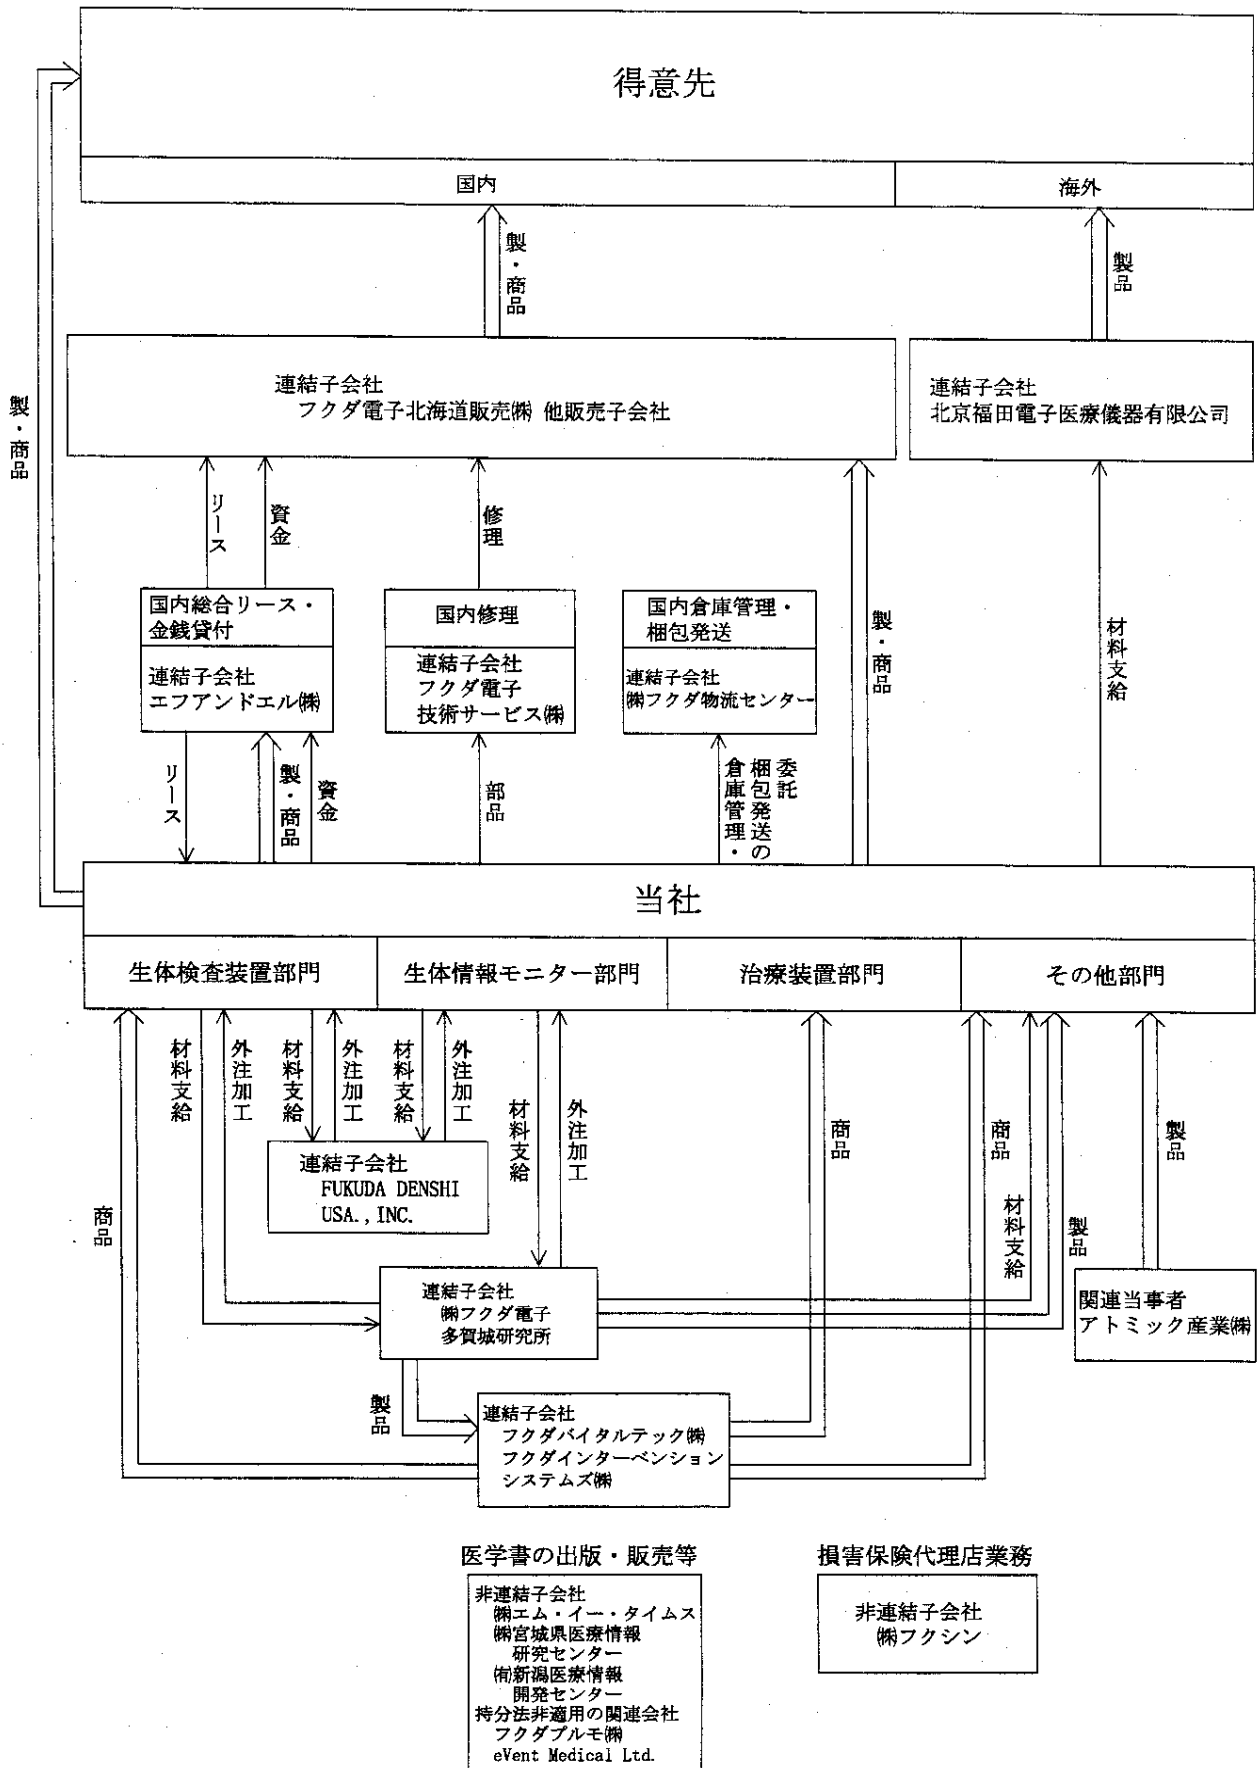 得意先
国内
海外
製・商品
製品
製・商品
連結子会社
フクダ電子北海道販売㈱ 他販売子会社
連結子会社
北京福田電子医療儀器有限公司
リース
資金
修理
製・商品
材料支給
国内総合リース・
金銭貸付
連結子会社
エフアンドエル㈱
国内修理
連結子会社
フクダ電子
技術サービス㈱
国内倉庫管理・
梱包発送
連結子会社
㈱フクダ物流センター
リース
製・商品
資金
部品
倉庫管理・
梱包発送の
委託
当社
生体検査装置部門
生体情報モニター部門
治療装置部門
その他部門
材料支給
外注加工
材料支給
外注加工
材料支給
外注加工
材料支給
外注加工
商品
商品
製品
連結子会社
FUKUDA DENSHI
USA., INC.
商品
材料支給
製品
連結子会社
㈱フクダ電子
多賀城研究所
関連当事者
アトミック産業㈱
製品
連結子会社
フクダバイタルテック㈱
フクダインターベンション
システムズ㈱
医学書の出版・販売等
非連結子会社
㈱エム・イー・タイムス
㈱宮城県医療情報
研究センター
㈲新潟医療情報
開発センター
持分法非適用の関連会社
フクダプルモ㈱
eVent Medical Ltd.
損害保険代理店業務
非連結子会社
㈱フクシン